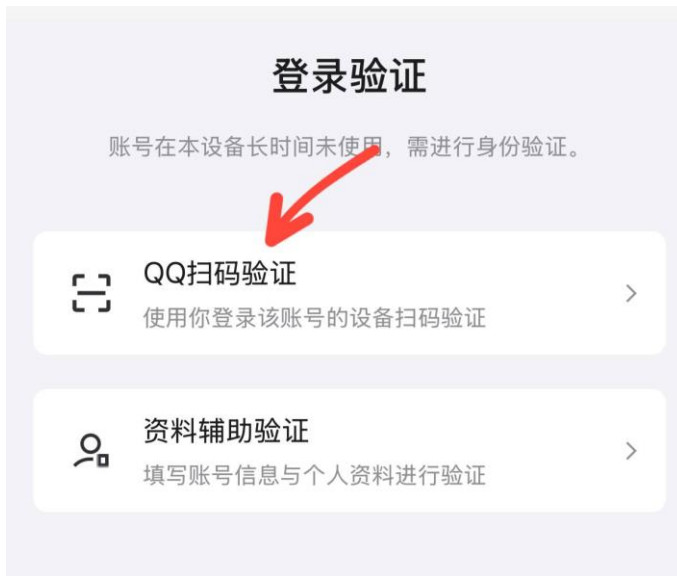 登录验证
账号在本设备长时间未使用，需进行身份验证。
QQ扫码验证
使用你登录该账号的设备扫码验证
资料辅助验证
填写账号信息与个人资料进行验证